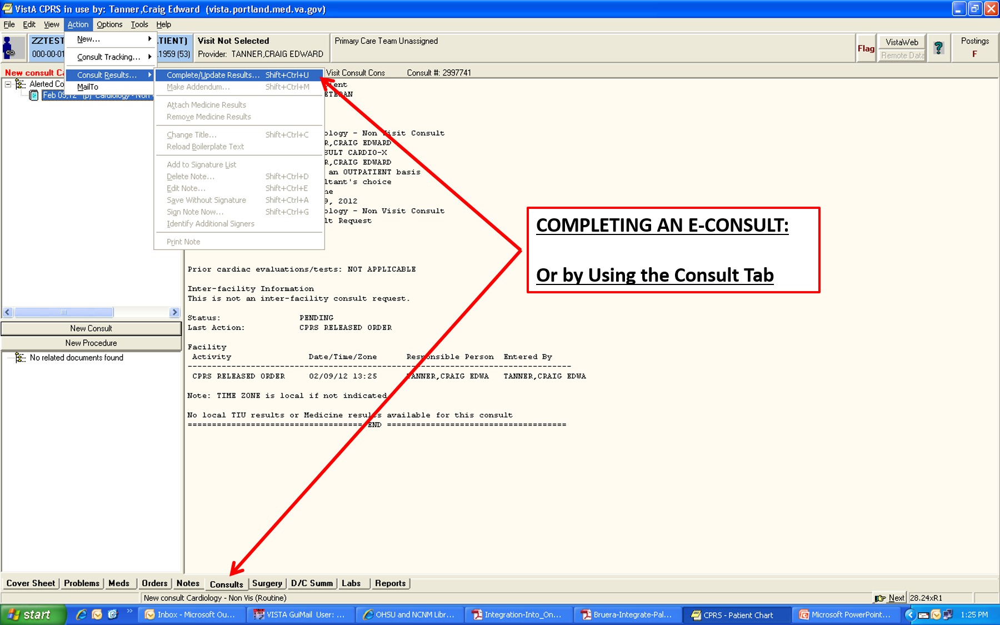 VistA CPRS in use by: Tanner,Craig Edward (vista.portland.med.va.gov)
File Edit View Action Options Tools Help
ZZTEST
TIENT)
000-00-01
.1959 (53)
Visit Not Selected
Provider: TANNER,CRAIG EDWARD
Primary Care Team Unassigned
Flag
VistaWeb
Remote Data
?
Postings
F
New...
Consult Tracking...
Consult Results...
MailTo
Complete/Update Results... Shift+Ctrl+U
Make Addendum... Shift+Ctrl+M
Attach Medicine Results
Remove Medicine Results
Change Title... Shift+Ctrl+C
Reload Boilerplate Text
Add to Signature List
Delete Note... Shift+Ctrl+D
Edit Note... Shift+Ctrl+E
Save Without Signature Shift+Ctrl+A
Sign Note Now... Shift+Ctrl+G
Identify Additional Signers
Print Note
New consult Ca
Visit Consult Cons Consult #: 2997741
Alerted Co
(p) Cardiology - Non
ient
ETERAN
ology - Non Visit Consult
R,CRAIG EDWARD
SULT CARDIO-X
R,CRAIG EDWARD
an OUTPATIENT basis
ltant's choice
ne
9, 2012
ology - Non Visit Consult
lt Request
COMPLETING AN E-CONSULT:
Or by Using the Consult Tab
Prior cardiac evaluations/tests: NOT APPLICABLE
Inter-facility Information
This is not an inter-facility consult request.
Status: PENDING
Last Action: CPRS RELEASED ORDER
Facility
Activity Date/Time/Zone Responsible Person Entered By
-------------------------------------------------------------------------------
CPRS RELEASED ORDER 02/09/12 13:25 TANNER,CRAIG EDWA TANNER,CRAIG EDWA
Note: TIME ZONE is local if not indicated
No local TIU results or Medicine results available for this consult
==================================== END =====================================
New Consult
New Procedure
No related documents found
Cover Sheet Problems Meds Orders Notes Consults Surgery D/C Summ Labs Reports
New consult Cardiology - Non Vis (Routine)
Next
28.24xR1
start
Inbox - Microsoft Ou...
VISTA GuiMail User: ...
OHSU and NCNM Libr...
Integration-Into_On...
Bruera-Integrate-Pal...
CPRS - Patient Chart
Microsoft PowerPoint...
1:25 PM